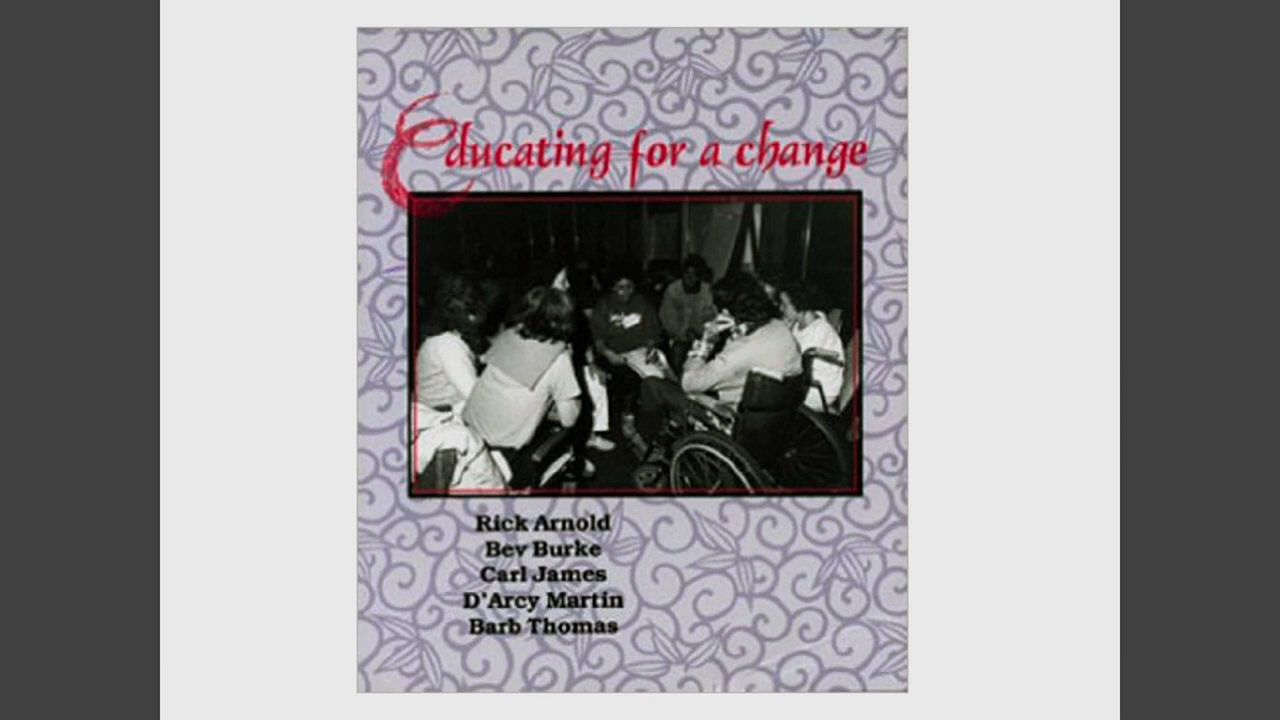 Educating for a change
Rick Arnold
Bev Burke
Carl James
D'Arcy Martin
Barb Thomas